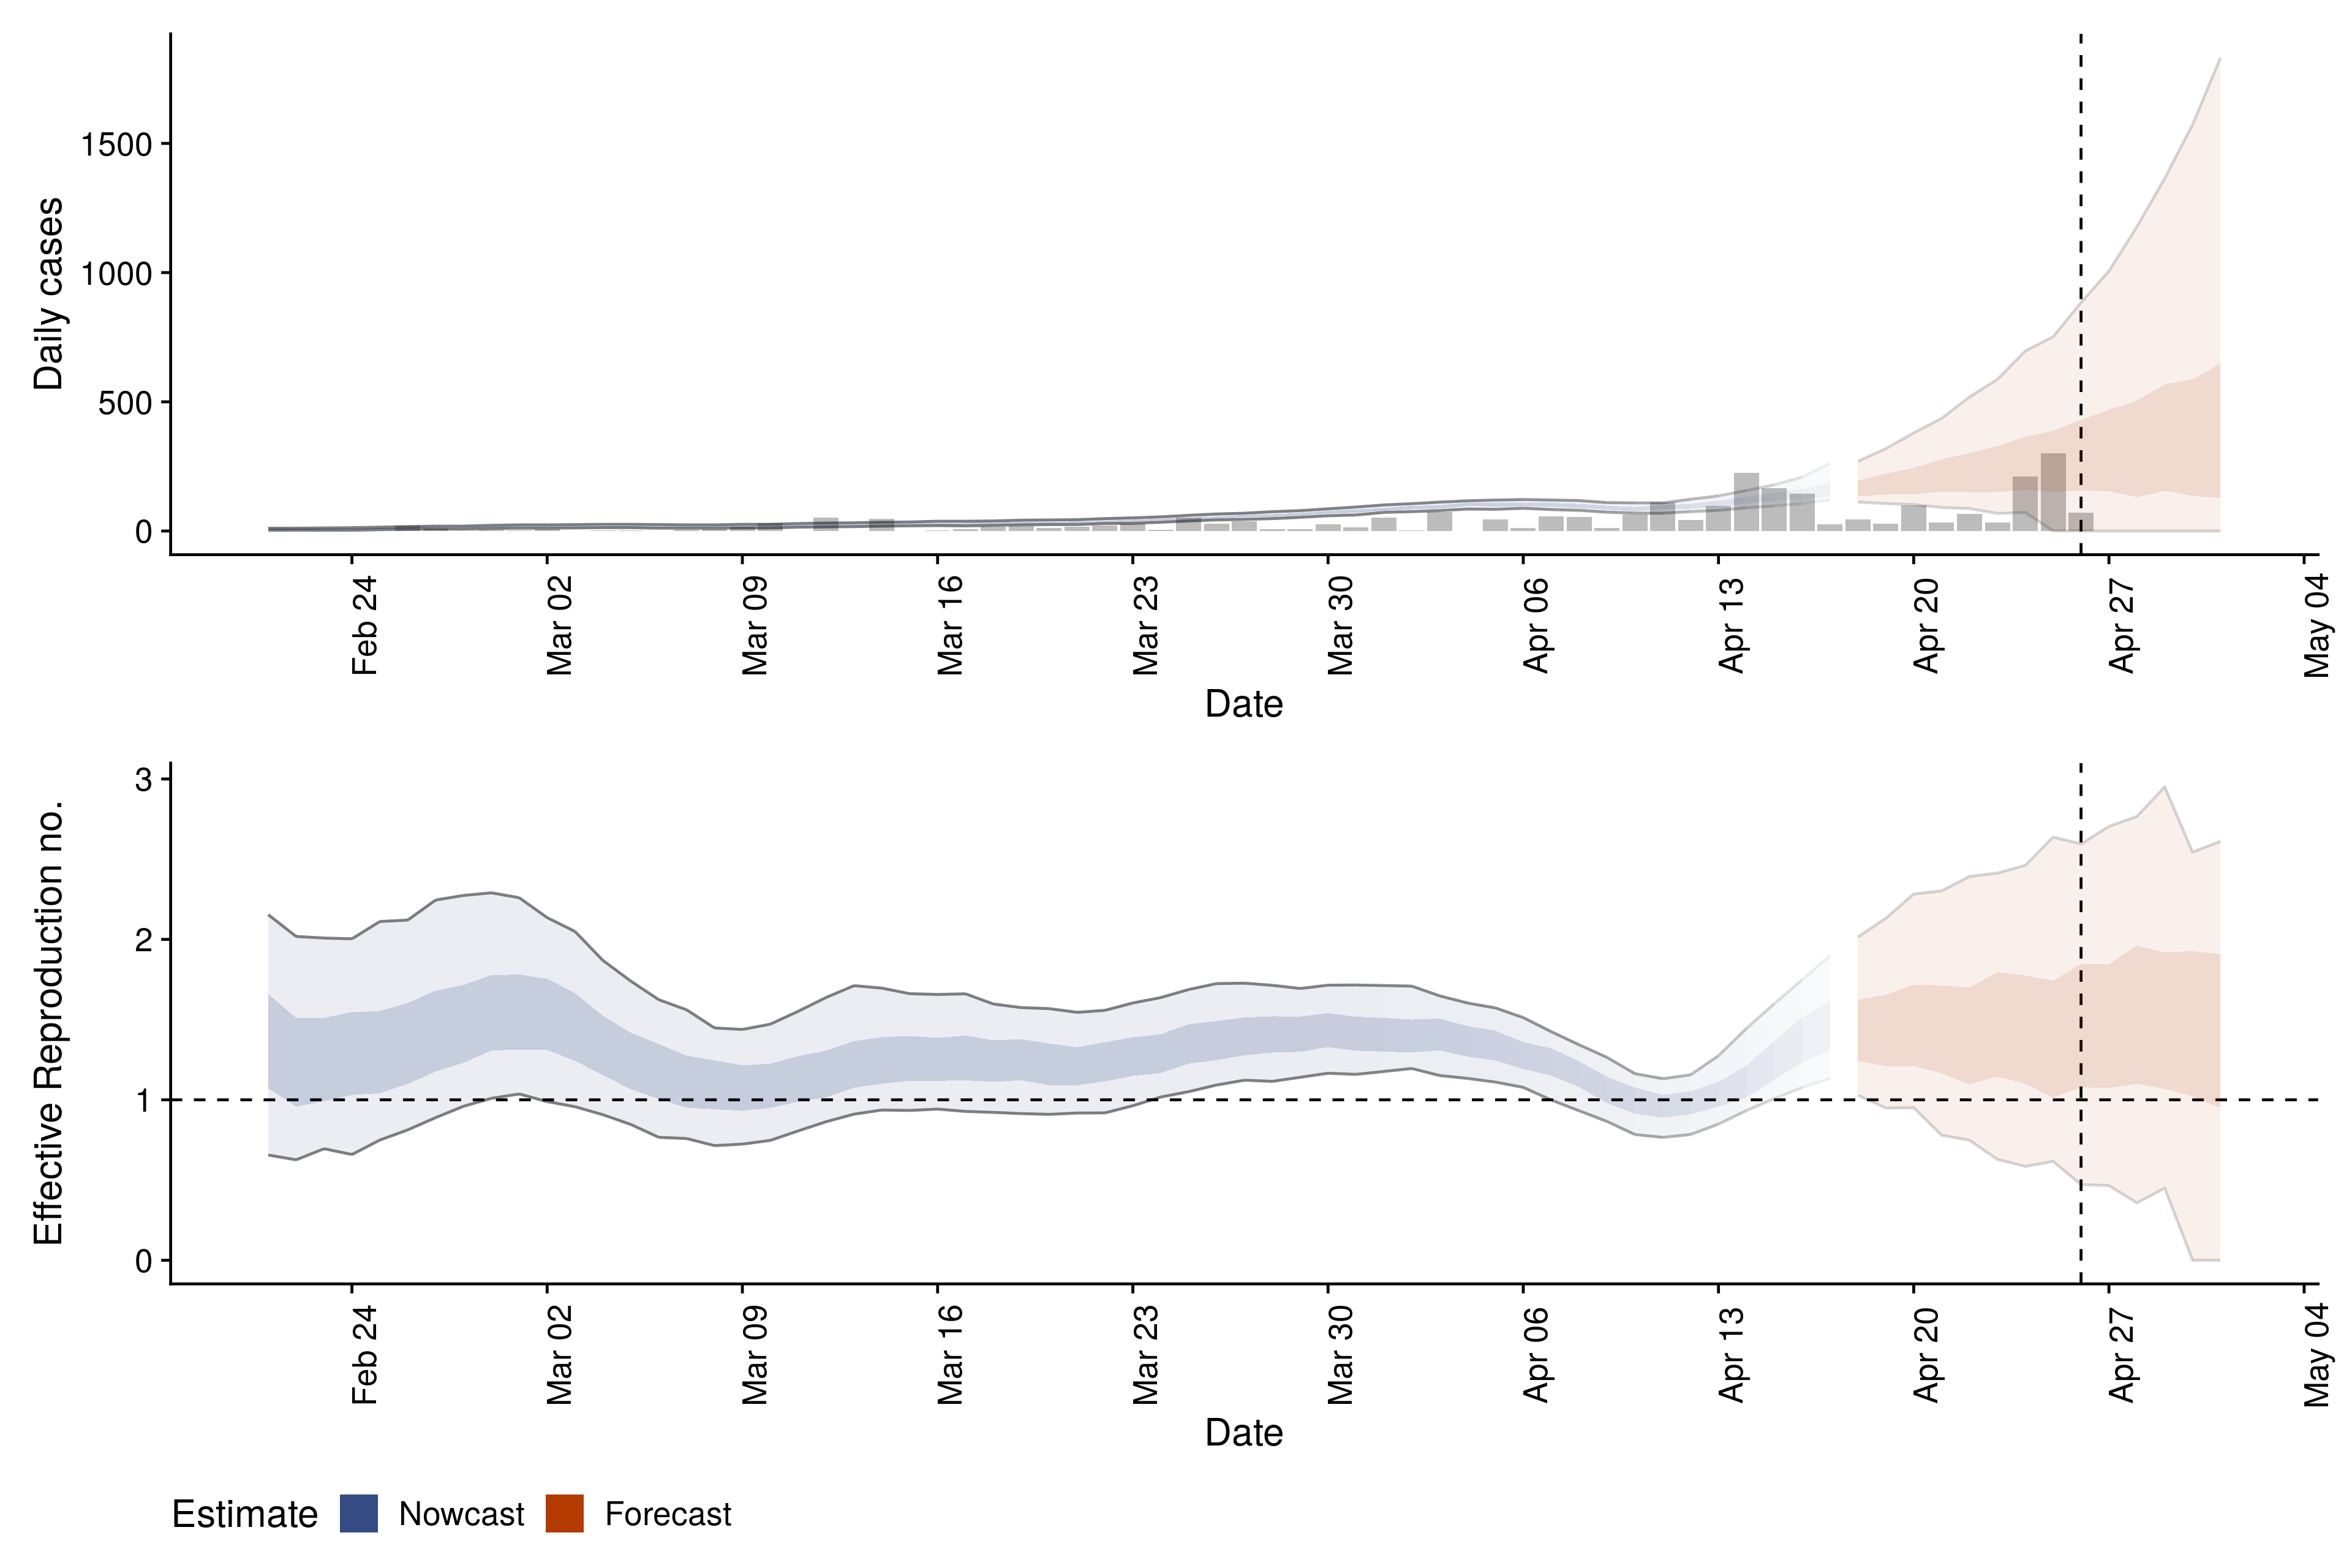 Daily cases
1500
1000
500
0
Feb 24
Mar 02
Mar 09
Mar 16
Mar 23
Mar 30
Apr 06
Apr 13
Apr 20
Apr 27
May 04
Date
Effective Reproduction no.
3
2
1
0
Feb 24
Mar 02
Mar 09
Mar 16
Mar 23
Mar 30
Apr 06
Apr 13
Apr 20
Apr 27
May 04
Date
Estimate Nowcast Forecast